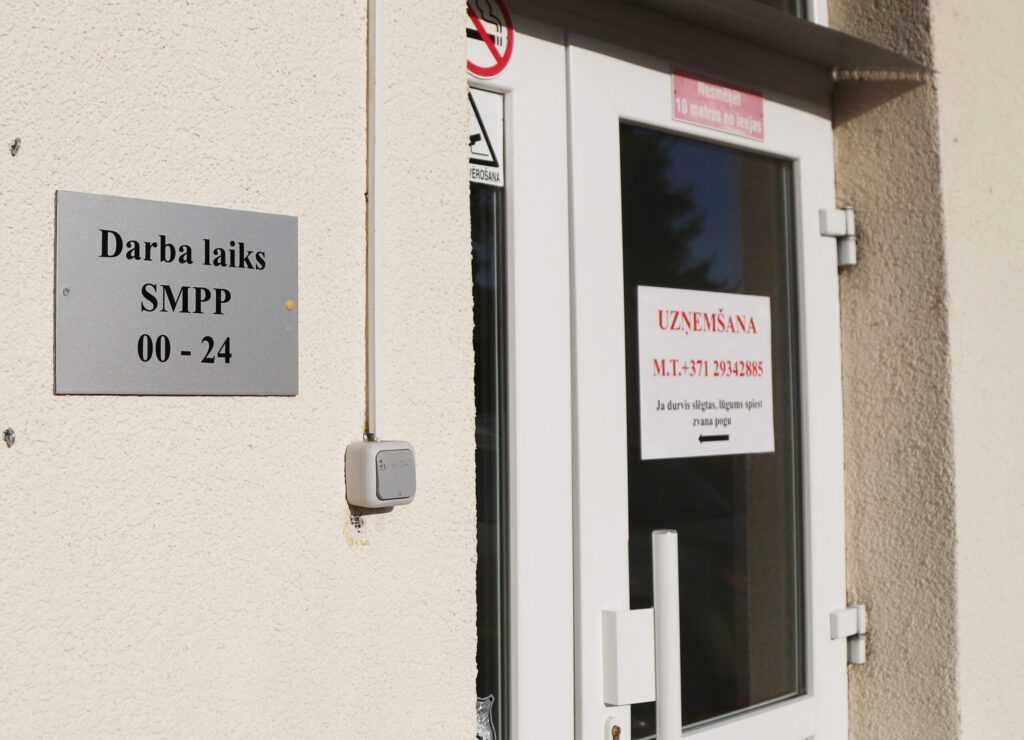 Darba laiks
SMPP
00 - 24
Nesmēķēt
10 metrus no ieejas
UZŅEMŠANA
M.T.+371 29342885
Ja durvis slēgtas, lūgums spiest
zvana pogu